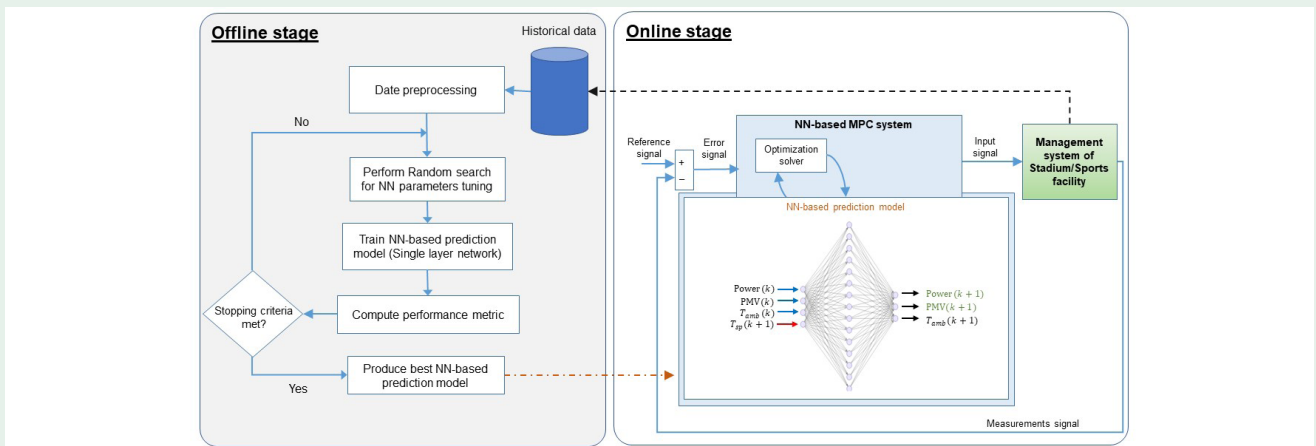 Offline stage
Historical data
Date preprocessing
No
Perform Random search
for NN parameters tuning
Train NN-based prediction
model (Single layer network)
Stopping criteria
met?
Compute performance metric
Yes
Produce best NN-based
prediction model
Online stage
NN-based MPC system
Reference
signal
+
−
Error
signal
Optimization
solver
Input
signal
Management
system of
Stadium/Sports
facility
NN-based prediction model
Power(k)
PMV(k)
T_amb(k)
T_sp(k + 1)
Power(k + 1)
PMV(k + 1)
T_amb(k + 1)
Measurements signal